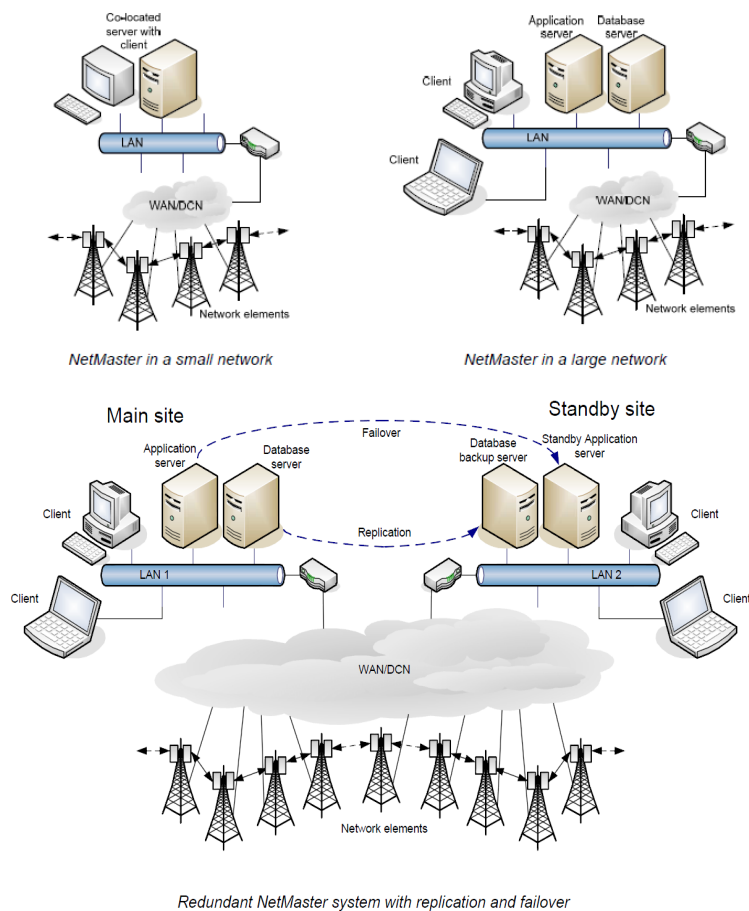 Co-located
server with
client
LAN
WAN/DCN
Network elements
NetMaster in a small network
Application
server
Database
server
Client
LAN
Client
WAN/DCN
Network elements
NetMaster in a large network
Main site
Standby site
Failover
Application
server
Database
server
Database
backup server
Standby Application
server
Client
Replication
Client
LAN 1
LAN 2
Client
Client
WAN/DCN
Network elements
Redundant NetMaster system with replication and failover